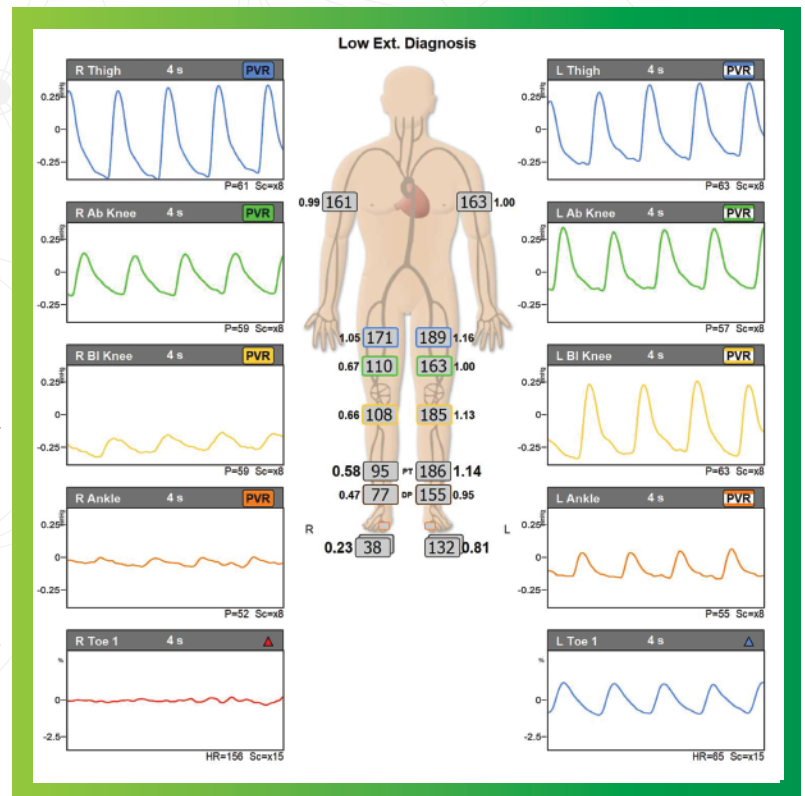 Low Ext. Diagnosis
R Thigh 4 s PVR
0.25
mmHg
0
-0.25
P=61 Sc=x8
R Ab Knee 4 s PVR
0.25
mmHg
0
-0.25
P=59 Sc=x8
R Bl Knee 4 s PVR
0.25
mmHg
0
-0.25
P=59 Sc=x8
R Ankle 4 s PVR
0.25
mmHg
0
-0.25
P=52 Sc=x8
R Toe 1 4 s
%
0
-2.5
HR=156 Sc=x15
0.99 161 163 1.00
1.05 171 189 1.16
0.67 110 163 1.00
0.66 108 185 1.13
0.58 95 PT 186 1.14
0.47 77 DP 155 0.95
R L
0.23 38 132 0.81
L Thigh 4 s PVR
0.25
mmHg
0
-0.25
P=63 Sc=x8
L Ab Knee 4 s PVR
0.25
mmHg
0
-0.25
P=57 Sc=x8
L Bl Knee 4 s PVR
0.25
mmHg
0
-0.25
P=63 Sc=x8
L Ankle 4 s PVR
0.25
mmHg
0
-0.25
P=55 Sc=x8
L Toe 1 4 s
%
0
-2.5
HR=65 Sc=x15